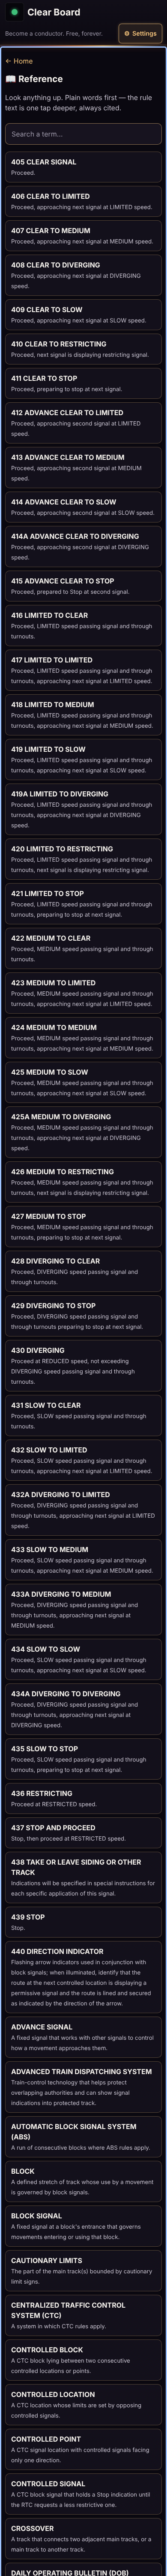 Clear Board
Become a conductor. Free, forever.
⚙ Settings
← Home
📖 Reference
Look anything up. Plain words first — the rule
text is one tap deeper, always cited.
Search a term...
405 CLEAR SIGNAL
Proceed.
406 CLEAR TO LIMITED
Proceed, approaching next signal at LIMITED speed.
407 CLEAR TO MEDIUM
Proceed, approaching next signal at MEDIUM speed.
408 CLEAR TO DIVERGING
Proceed, approaching next signal at DIVERGING
speed.
409 CLEAR TO SLOW
Proceed, approaching next signal at SLOW speed.
410 CLEAR TO RESTRICTING
Proceed, next signal is displaying restricting signal.
411 CLEAR TO STOP
Proceed, preparing to stop at next signal.
412 ADVANCE CLEAR TO LIMITED
Proceed, approaching second signal at LIMITED
speed.
413 ADVANCE CLEAR TO MEDIUM
Proceed, approaching second signal at MEDIUM
speed.
414 ADVANCE CLEAR TO SLOW
Proceed, approaching second signal at SLOW speed.
414A ADVANCE CLEAR TO DIVERGING
Proceed, approaching second signal at DIVERGING
speed.
415 ADVANCE CLEAR TO STOP
Proceed, prepared to Stop at second signal.
416 LIMITED TO CLEAR
Proceed, LIMITED speed passing signal and through
turnouts.
417 LIMITED TO LIMITED
Proceed, LIMITED speed passing signal and through
turnouts, approaching next signal at LIMITED speed.
418 LIMITED TO MEDIUM
Proceed, LIMITED speed passing signal and through
turnouts, approaching next signal at MEDIUM speed.
419 LIMITED TO SLOW
Proceed, LIMITED speed passing signal and through
turnouts, approaching next signal at SLOW speed.
419A LIMITED TO DIVERGING
Proceed, LIMITED speed passing signal and through
turnouts, approaching next signal at DIVERGING
speed.
420 LIMITED TO RESTRICTING
Proceed, LIMITED speed passing signal and through
turnouts, next signal is displaying restricting signal.
421 LIMITED TO STOP
Proceed, LIMITED speed passing signal and through
turnouts, preparing to stop at next signal.
422 MEDIUM TO CLEAR
Proceed, MEDIUM speed passing signal and through
turnouts.
423 MEDIUM TO LIMITED
Proceed, MEDIUM speed passing signal and through
turnouts, approaching next signal at LIMITED speed.
424 MEDIUM TO MEDIUM
Proceed, MEDIUM speed passing signal and through
turnouts, approaching next signal at MEDIUM speed.
425 MEDIUM TO SLOW
Proceed, MEDIUM speed passing signal and through
turnouts, approaching next signal at SLOW speed.
425A MEDIUM TO DIVERGING
Proceed, MEDIUM speed passing signal and through
turnouts, approaching next signal at DIVERGING
speed.
426 MEDIUM TO RESTRICTING
Proceed, MEDIUM speed passing signal and through
turnouts, next signal is displaying restricting signal.
427 MEDIUM TO STOP
Proceed, MEDIUM speed passing signal and through
turnouts, preparing to stop at next signal.
428 DIVERGING TO CLEAR
Proceed, DIVERGING speed passing signal and
through turnouts.
429 DIVERGING TO STOP
Proceed, DIVERGING speed passing signal and
through turnouts preparing to stop at next signal.
430 DIVERGING
Proceed at REDUCED speed, not exceeding
DIVERGING speed passing signal and through
turnouts.
431 SLOW TO CLEAR
Proceed, SLOW speed passing signal and through
turnouts.
432 SLOW TO LIMITED
Proceed, SLOW speed passing signal and through
turnouts, approaching next signal at LIMITED speed.
432A DIVERGING TO LIMITED
Proceed, DIVERGING speed passing signal and
through turnouts, approaching next signal at LIMITED
speed.
433 SLOW TO MEDIUM
Proceed, SLOW speed passing signal and through
turnouts, approaching next signal at MEDIUM speed.
433A DIVERGING TO MEDIUM
Proceed, DIVERGING speed passing signal and
through turnouts, approaching next signal at
MEDIUM speed.
434 SLOW TO SLOW
Proceed, SLOW speed passing signal and through
turnouts, approaching next signal at SLOW speed.
434A DIVERGING TO DIVERGING
Proceed, DIVERGING speed passing signal and
through turnouts, approaching next signal at
DIVERGING speed.
435 SLOW TO STOP
Proceed, SLOW speed passing signal and through
turnouts, preparing to stop at next signal.
436 RESTRICTING
Proceed at RESTRICTED speed.
437 STOP AND PROCEED
Stop, then proceed at RESTRICTED speed.
438 TAKE OR LEAVE SIDING OR OTHER
TRACK
Indications will be specified in special instructions for
each specific application of this signal.
439 STOP
Stop.
440 DIRECTION INDICATOR
Flashing arrow indicators used in conjunction with
block signals; when illuminated, identify that the
route at the next controlled location is displaying a
permissive signal and the route is lined and secured
as indicated by the direction of the arrow.
ADVANCE SIGNAL
A fixed signal that works with other signals to control
how a movement approaches them.
ADVANCED TRAIN DISPATCHING SYSTEM
Train-control technology that helps protect
overlapping authorities and can show signal
indications into protected track.
AUTOMATIC BLOCK SIGNAL SYSTEM
(ABS)
A run of consecutive blocks where ABS rules apply.
BLOCK
A defined stretch of track whose use by a movement
is governed by block signals.
BLOCK SIGNAL
A fixed signal at a block's entrance that governs
movements entering or using that block.
CAUTIONARY LIMITS
The part of the main track(s) bounded by cautionary
limit signs.
CENTRALIZED TRAFFIC CONTROL
SYSTEM (CTC)
A system in which CTC rules apply.
CONTROLLED BLOCK
A CTC block lying between two consecutive
controlled locations or points.
CONTROLLED LOCATION
A CTC location whose limits are set by opposing
controlled signals.
CONTROLLED POINT
A CTC signal location with controlled signals facing
only one direction.
CONTROLLED SIGNAL
A CTC block signal that holds a Stop indication until
the RTC requests a less restrictive one.
CROSSOVER
A track that connects two adjacent main tracks, or a
main track to another track.
DAILY OPERATING BULLETIN (DOB)